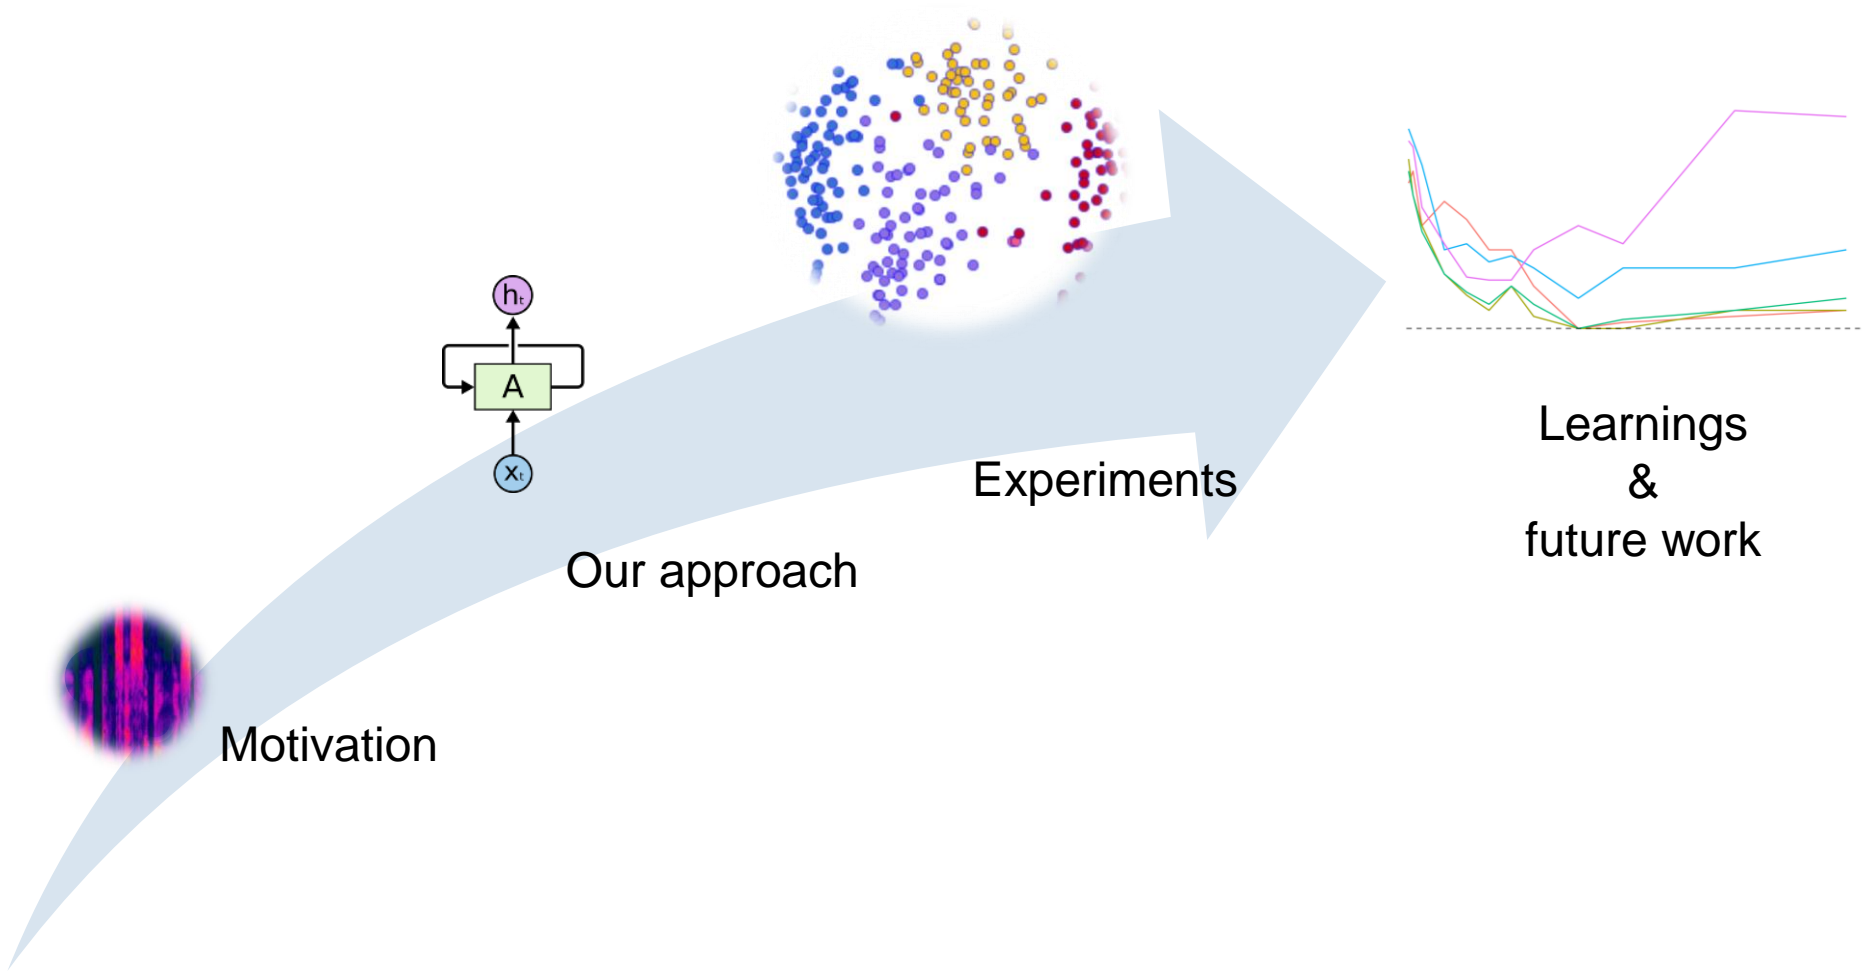 hₜ
A
xₜ
Motivation
Our approach
Experiments
Learnings
&
future work